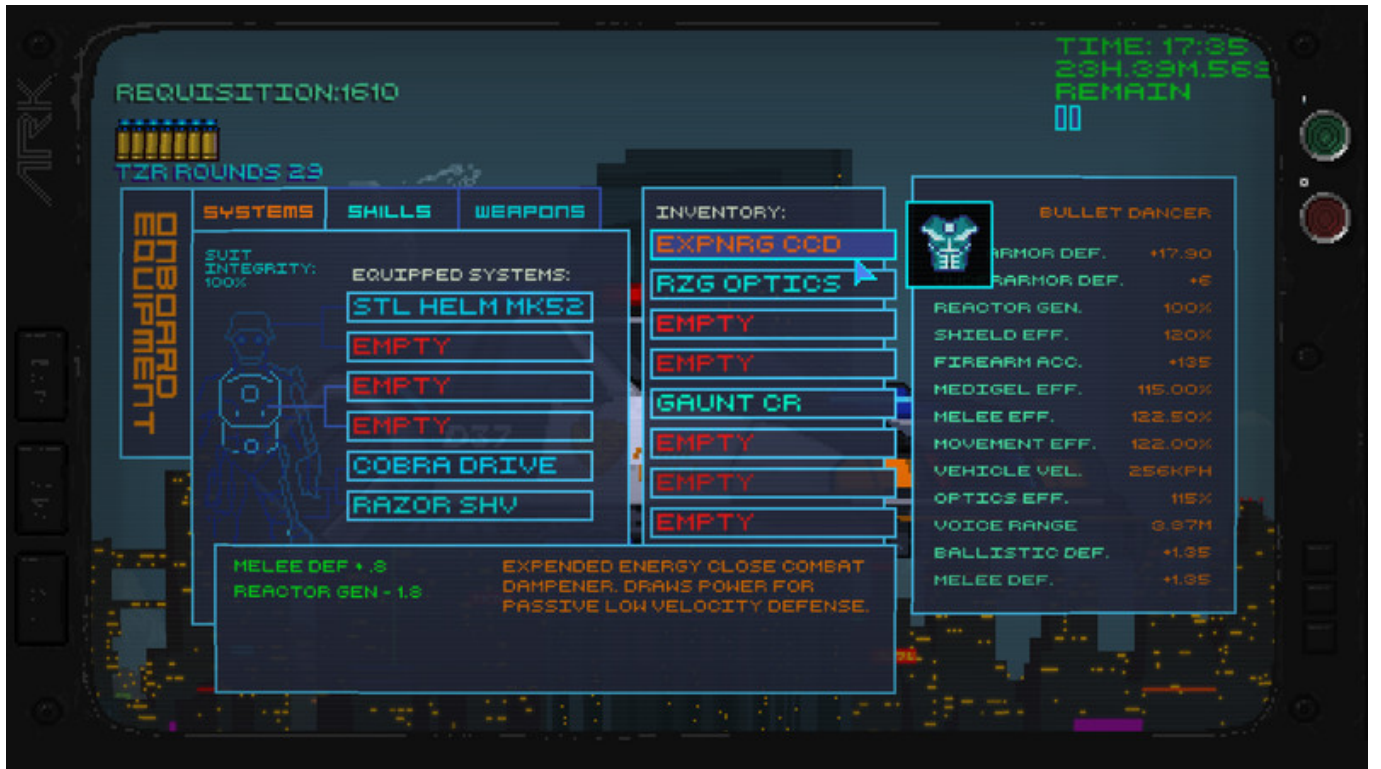 ARK
REQUISITION:1610
TZR ROUNDS 29
TIME: 17:35
23H.39M.56S
REMAIN
ONBOARD
EQUIPMENT
SYSTEMS
SKILLS
WEAPONS
SUIT
INTEGRITY:
100%
EQUIPPED SYSTEMS:
STL HELM MK52
EMPTY
EMPTY
EMPTY
COBRA DRIVE
RAZOR SHV
INVENTORY:
EXPNRG CCD
RZG OPTICS
EMPTY
EMPTY
GAUNT CR
EMPTY
EMPTY
EMPTY
BULLET DANCER
ARMOR DEF. +17.90
RARMOR DEF. +6
REACTOR GEN. 100%
SHIELD EFF. 120%
FIREARM ACC. +135
MEDIGEL EFF. 115.00%
MELEE EFF. 122.50%
MOVEMENT EFF. 122.00%
VEHICLE VEL. 256KPH
OPTICS EFF. 115%
VOICE RANGE 3.87M
BALLISTIC DEF. +1.35
MELEE DEF. +1.35
MELEE DEF + .8
REACTOR GEN - 1.8
EXPENDED ENERGY CLOSE COMBAT
DAMPENER. DRAWS POWER FOR
PASSIVE LOW VELOCITY DEFENSE.
D37